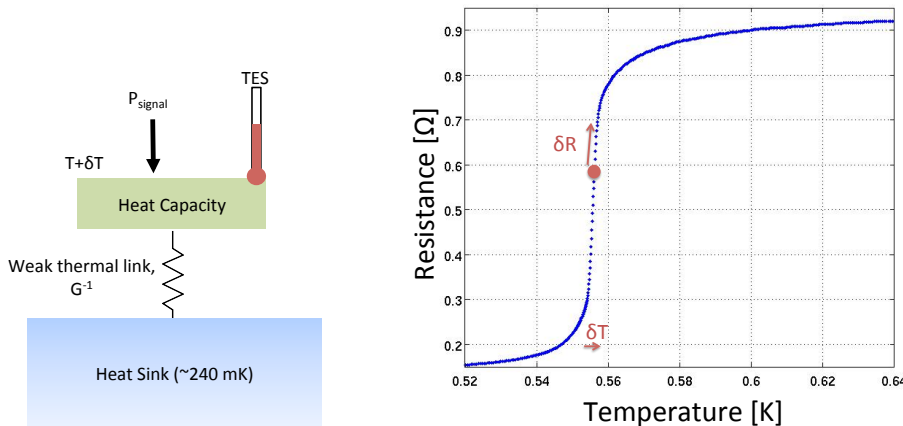 TES
P_signal
T+δT
Heat Capacity
Weak thermal link,
G⁻¹
Heat Sink (~240 mK)
Resistance [Ω]
0.9
0.8
0.7
0.6
0.5
0.4
0.3
0.2
δR
δT
0.52 0.54 0.56 0.58 0.6 0.62 0.64
Temperature [K]